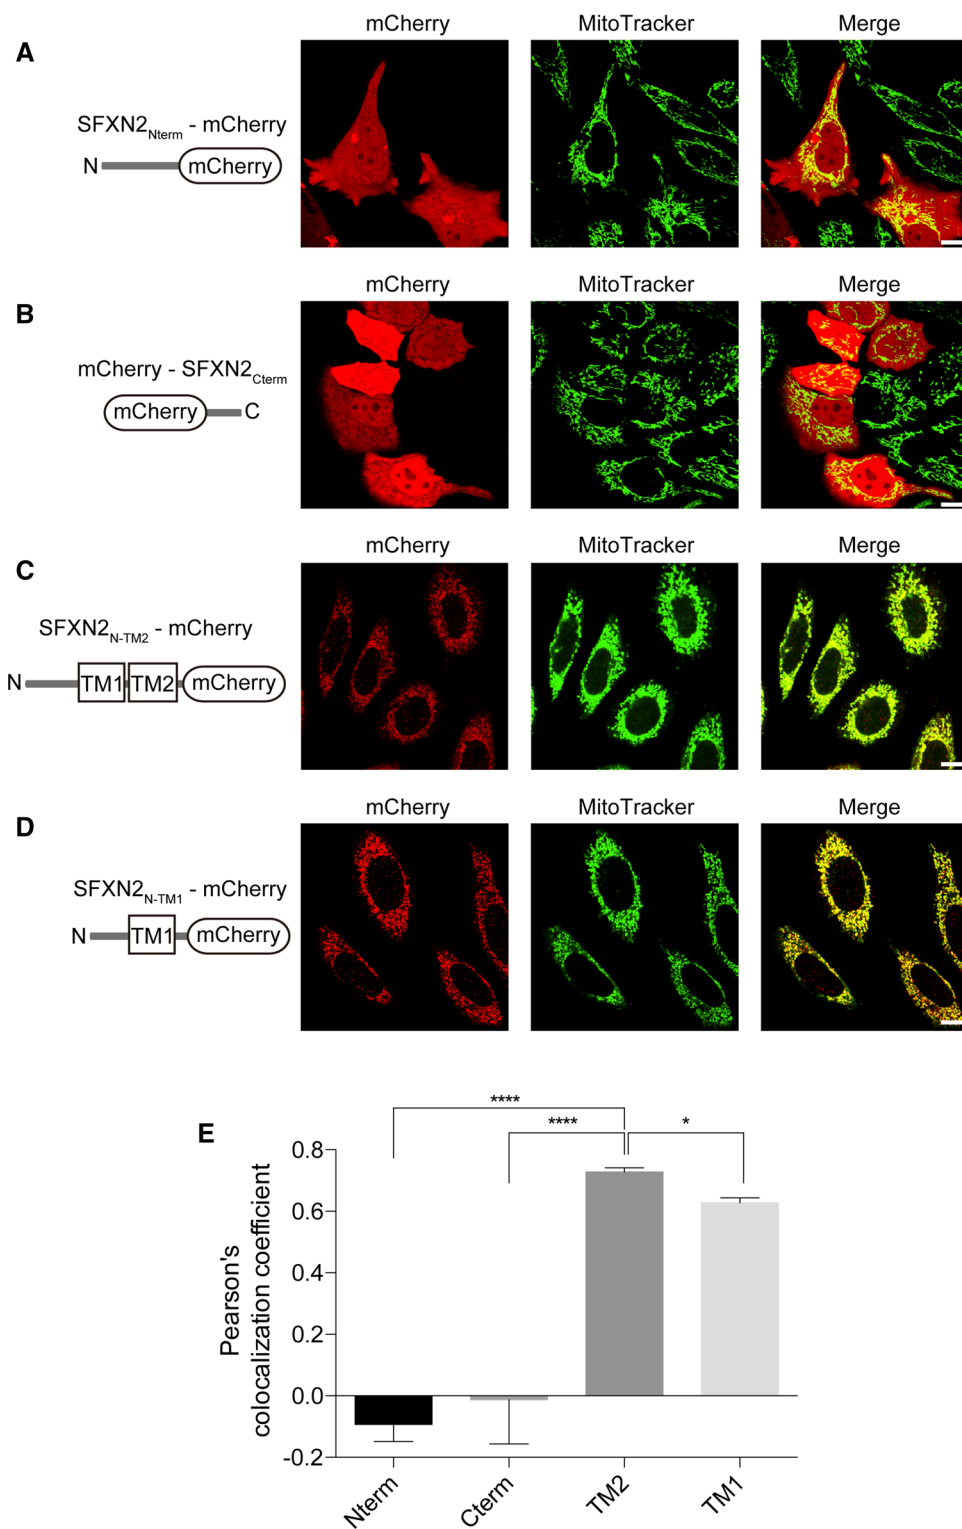 mCherry MitoTracker Merge
A
SFXN2Nterm - mCherry
N mCherry
mCherry MitoTracker Merge
B
mCherry - SFXN2Cterm
mCherry C
mCherry MitoTracker Merge
C
SFXN2N-TM2 - mCherry
N TM1 TM2 mCherry
mCherry MitoTracker Merge
D
SFXN2N-TM1 - mCherry
N TM1 mCherry
E
****
**** *
Pearson's
colocalization coefficient
0.8
0.6
0.4
0.2
0.0
-0.2
Nterm Cterm TM2 TM1